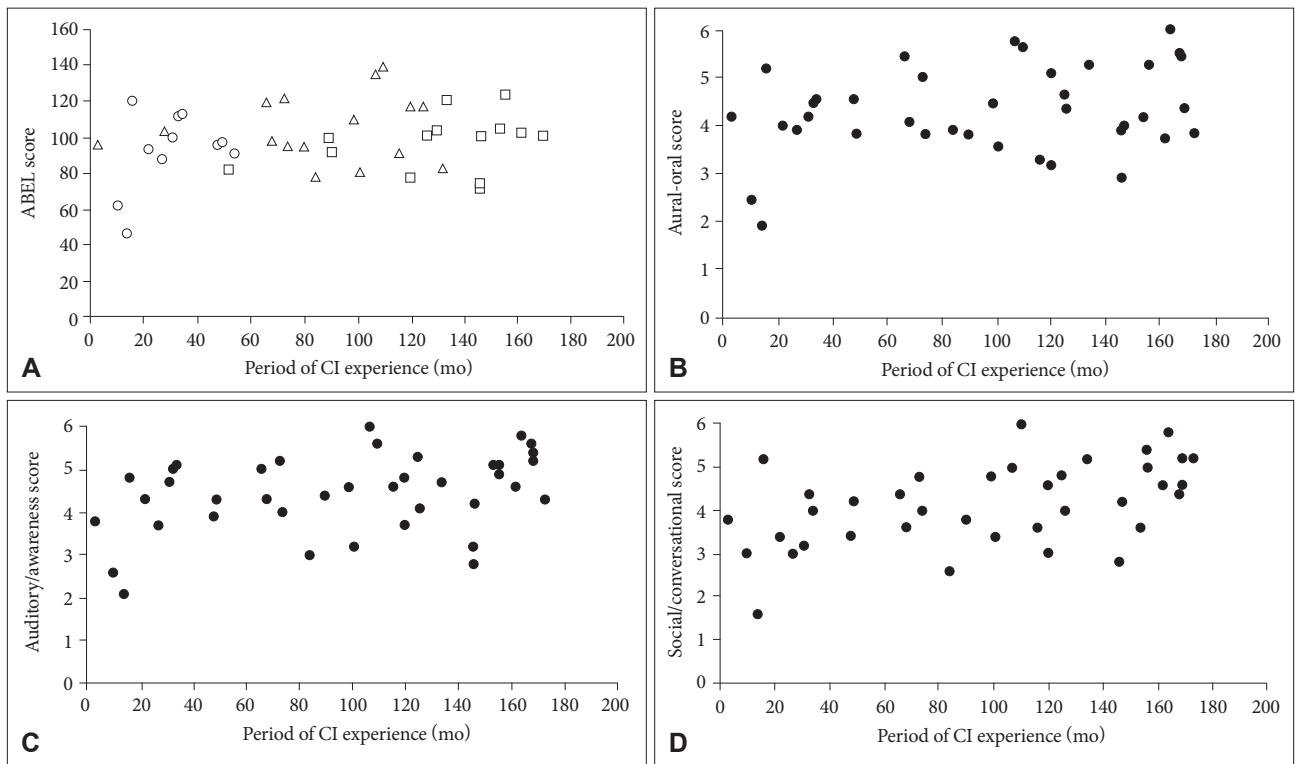 160
140
120
100
80
60
40
20
0
ABEL score
0 20 40 60 80 100 120 140 160 180 200
Period of CI experience (mo)
A
6
5
4
3
2
1
0
Aural-oral score
0 20 40 60 80 100 120 140 160 180 200
Period of CI experience (mo)
B
6
5
4
3
2
1
0
Auditory/awareness score
0 20 40 60 80 100 120 140 160 180 200
Period of CI experience (mo)
C
6
5
4
3
2
1
0
Social/conversational score
0 20 40 60 80 100 120 140 160 180 200
Period of CI experience (mo)
D